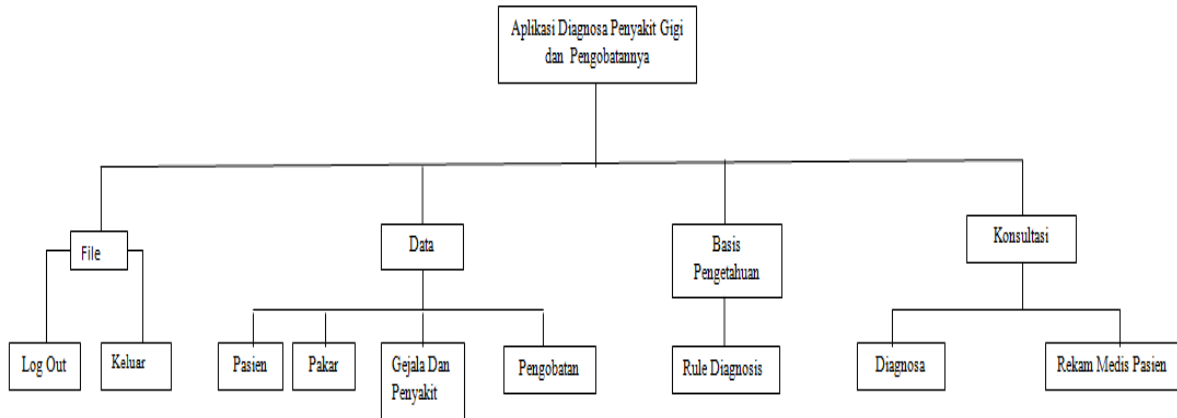 Aplikasi Diagnosa Penyakit Gigi
dan Pengobatannya
File
Data
Basis
Pengetahuan
Konsultasi
Log Out
Keluar
Pasien
Pakar
Gejala Dan
Penyakit
Pengobatan
Rule Diagnosis
Diagnosa
Rekam Medis Pasien